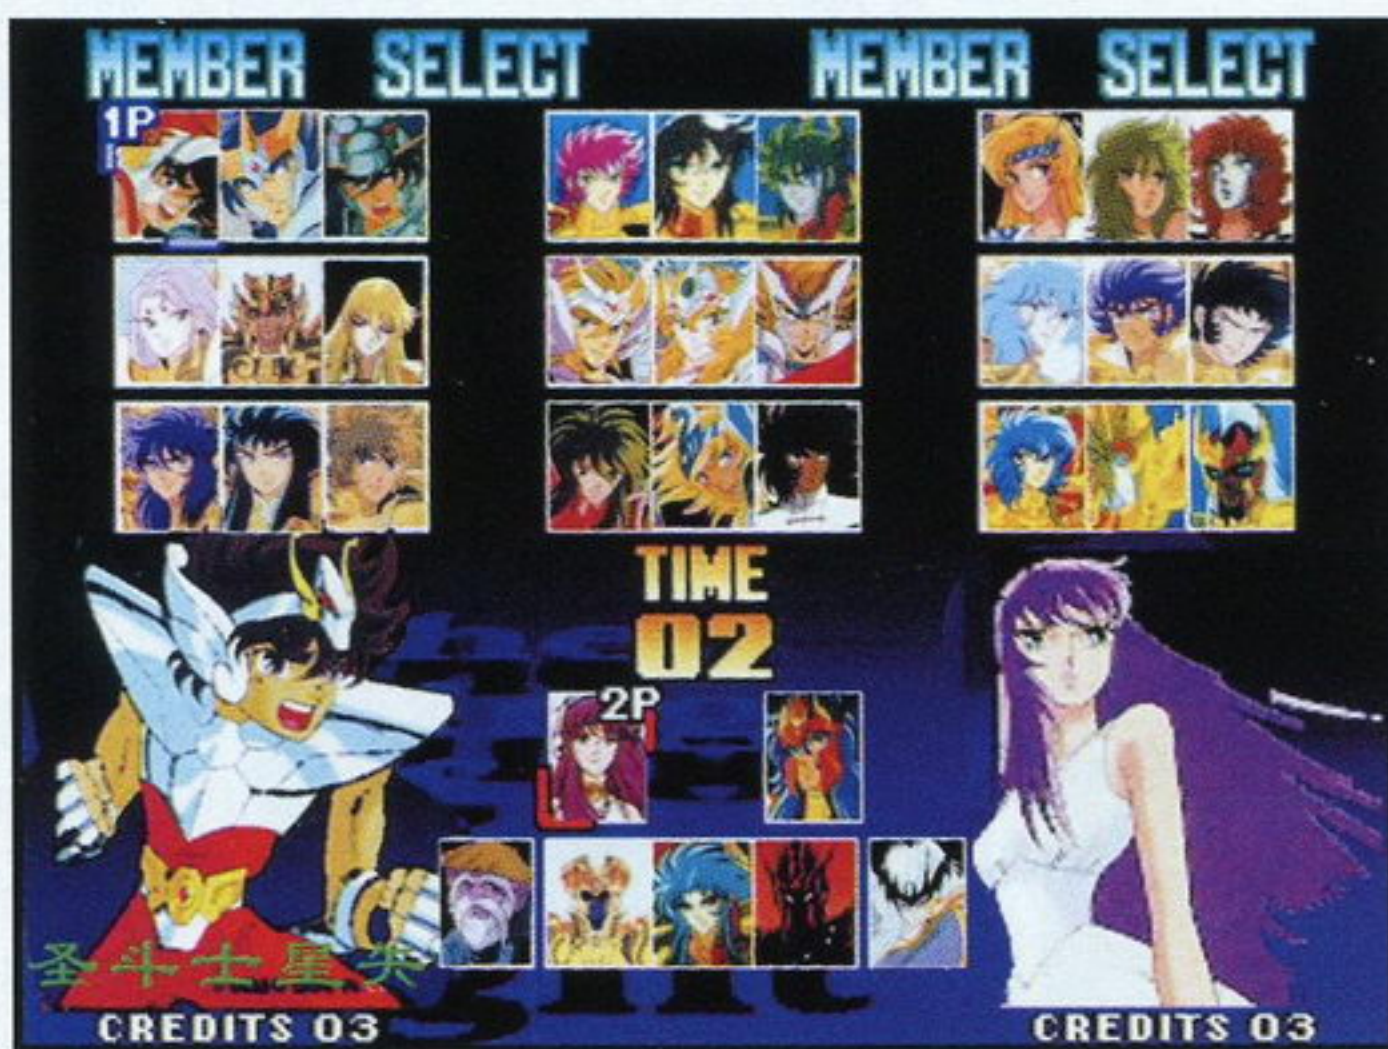 MEMBER SELECT MEMBER SELECT
1P
TIME
02
2P
圣斗士星矢
CREDITS 03 CREDITS 03